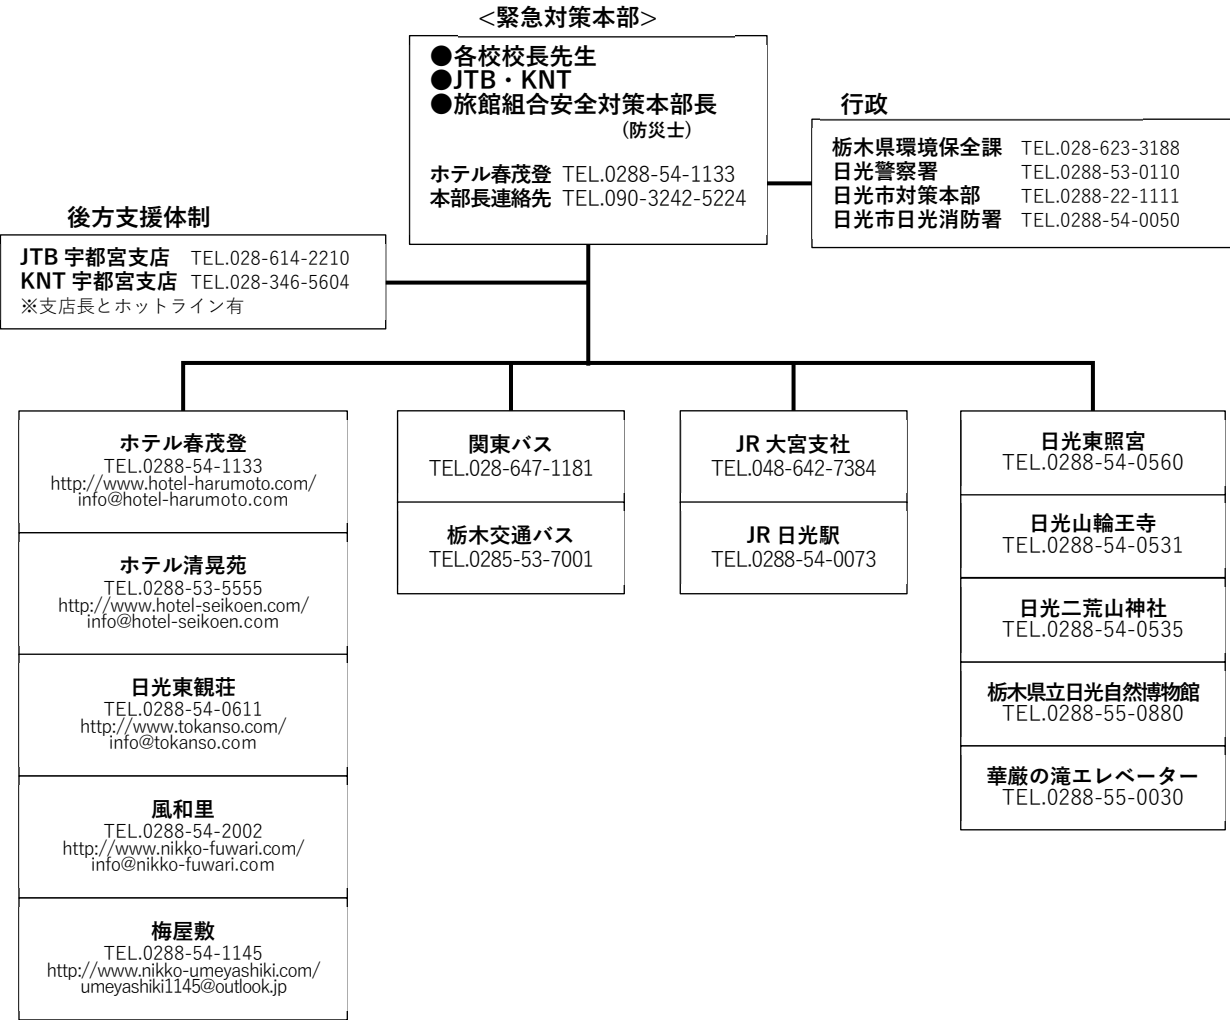 <緊急対策本部>
●各校校長先生
●JTB・KNT
●旅館組合安全対策本部長
(防災士)
ホテル春茂登 TEL.0288-54-1133
本部長連絡先 TEL.090-3242-5224
行政
栃木県環境保全課 TEL.028-623-3188
日光警察署 TEL.0288-53-0110
日光市対策本部 TEL.0288-22-1111
日光市日光消防署 TEL.0288-54-0050
後方支援体制
JTB 宇都宮支店 TEL.028-614-2210
KNT 宇都宮支店 TEL.028-346-5604
※支店長とホットライン有
ホテル春茂登
TEL.0288-54-1133
http://www.hotel-harumoto.com/
info@hotel-harumoto.com
ホテル清晃苑
TEL.0288-53-5555
http://www.hotel-seikoen.com/
info@hotel-seikoen.com
日光東観荘
TEL.0288-54-0611
http://www.tokanso.com/
info@tokanso.com
風和里
TEL.0288-54-2002
http://www.nikko-fuwari.com/
info@nikko-fuwari.com
梅屋敷
TEL.0288-54-1145
http://www.nikko-umeyashiki.com/
umeyashiki1145@outlook.jp
関東バス
TEL.028-647-1181
栃木交通バス
TEL.0285-53-7001
JR 大宮支社
TEL.048-642-7384
JR 日光駅
TEL.0288-54-0073
日光東照宮
TEL.0288-54-0560
日光山輪王寺
TEL.0288-54-0531
日光二荒山神社
TEL.0288-54-0535
栃木県立日光自然博物館
TEL.0288-55-0880
華厳の滝エレベーター
TEL.0288-55-0030